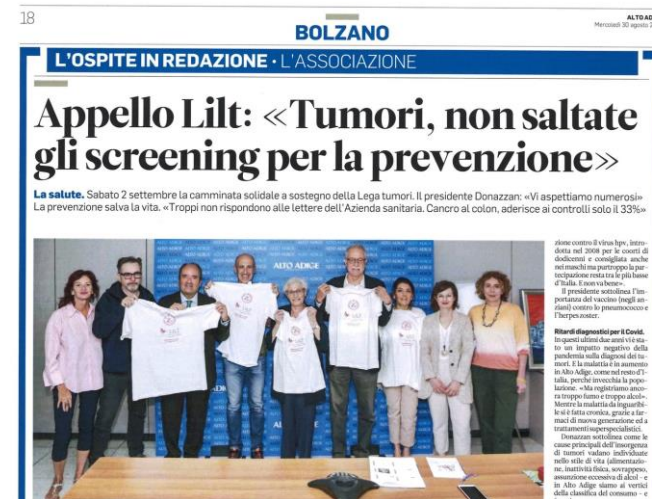 18
BOLZANO
ALTO AD
Mercoledì 30 agosto 2
L'OSPITE IN REDAZIONE • L'ASSOCIAZIONE
Appello Lilt: «Tumori, non saltate
gli screening per la prevenzione»
La salute. Sabato 2 settembre la camminata solidale a sostegno della Lega tumori. Il presidente Donazzan: «Vi aspettiamo numerosi»
La prevenzione salva la vita. «Troppi non rispondono alle lettere dell'Azienda sanitaria. Cancro al colon, aderisce ai controlli solo il 33%»
ALTO ADIGE
ALTO ADIGE
zione contro il virus hpv, intro-
dotta nel 2008 per le coorti di
dodicenni e consigliata anche
nei maschi ma purtroppo la par-
tecipazione resta tra le più basse
d'Italia. E non va bene».
Il presidente sottolinea l'im-
portanza del vaccino (negli an-
ziani) contro lo pneumococco e
l'herpes zoster.
Ritardi diagnostici per il Covid.
In questi ultimi due anni vi è sta-
to un impatto negativo della
pandemia sulla diagnosi dei tu-
mori. E la malattia è in aumento
in Alto Adige, come nel resto d'I-
talia, perché invecchia la popo-
lazione. «Ma registriamo anco-
ra troppo fumo e troppo alcol».
Mentre la malattia da inguaribi-
le si è fatta cronica, grazie a far-
maci di nuova generazione ed a
trattamenti superspecialistici.
Donazzan sottolinea come le
cause principali dell'insorgenza
di tumori vadano individuate
nello stile di vita (alimentazio-
ne, inattività fisica, sovrappeso,
assunzione eccessiva di alcol - e
in Alto Adige siamo ai vertici
della classifica del consumo - e